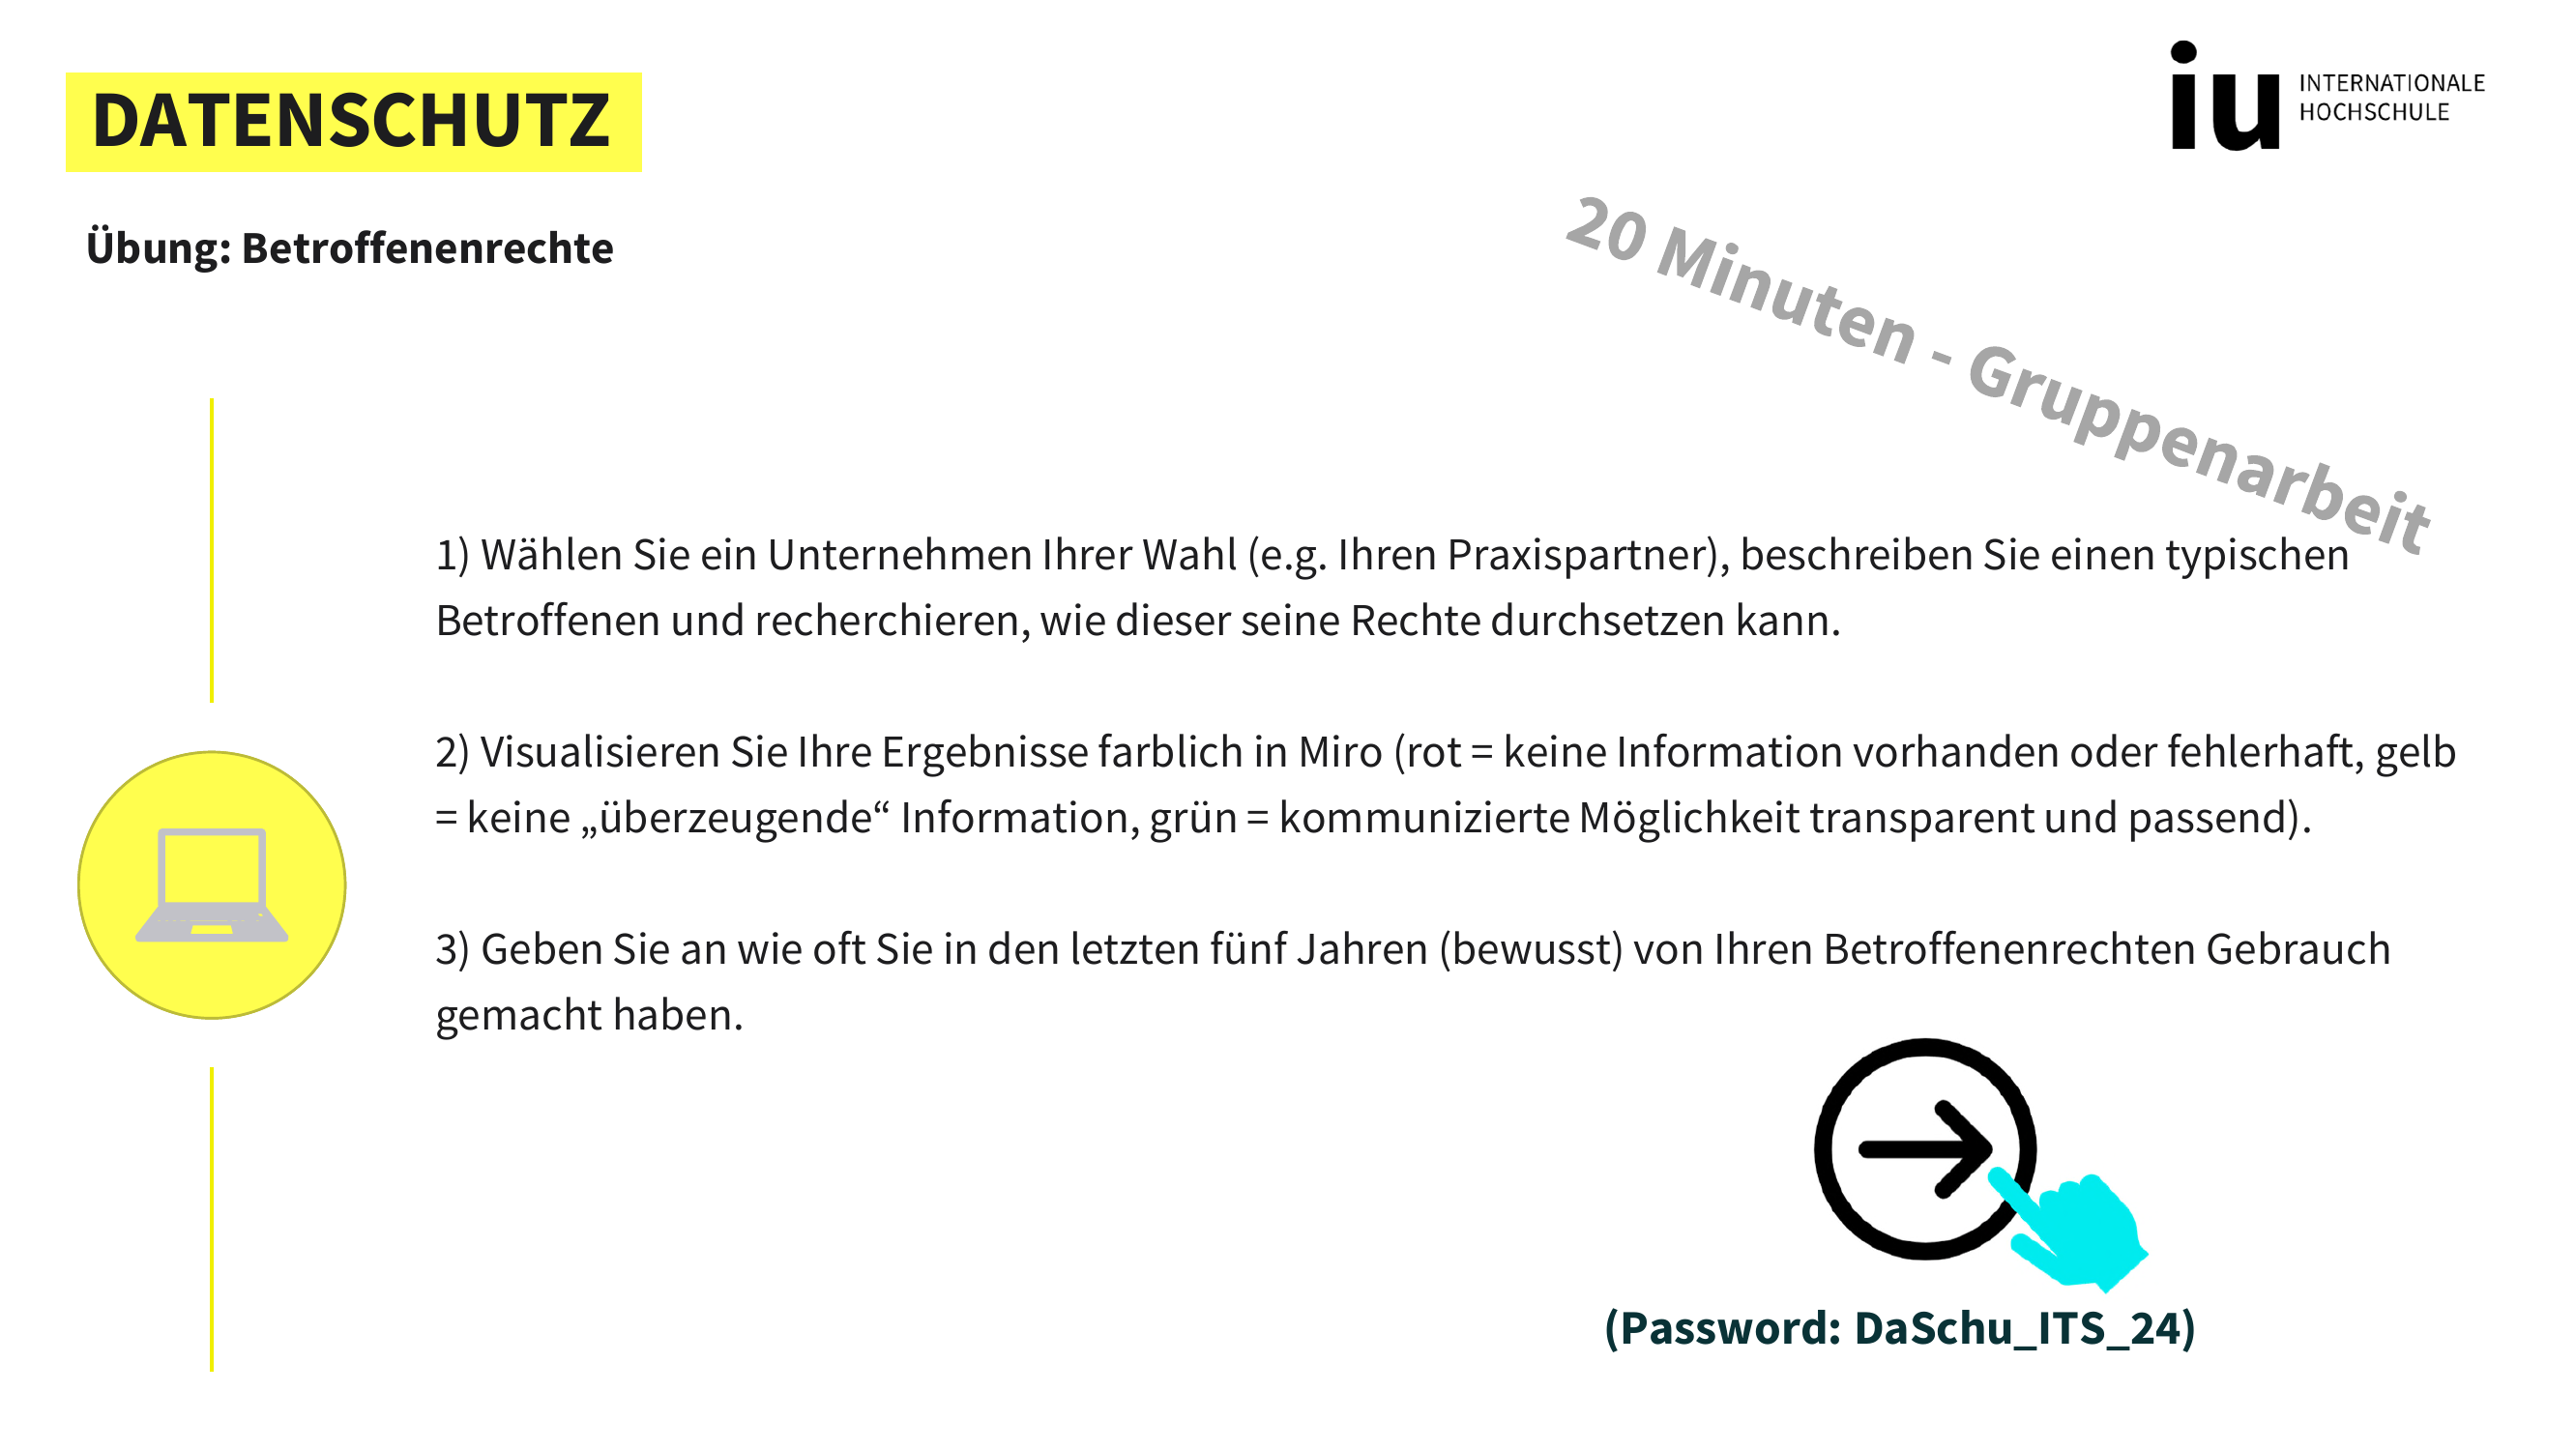 DATENSCHUTZ
iu INTERNATIONALE
HOCHSCHULE
Übung: Betroffenenrechte
20 Minuten - Gruppenarbeit
1) Wählen Sie ein Unternehmen Ihrer Wahl (e.g. Ihren Praxispartner), beschreiben Sie einen typischen
Betroffenen und recherchieren, wie dieser seine Rechte durchsetzen kann.
2) Visualisieren Sie Ihre Ergebnisse farblich in Miro (rot = keine Information vorhanden oder fehlerhaft, gelb
= keine „überzeugende“ Information, grün = kommunizierte Möglichkeit transparent und passend).
3) Geben Sie an wie oft Sie in den letzten fünf Jahren (bewusst) von Ihren Betroffenenrechten Gebrauch
gemacht haben.
(Password: DaSchu_ITS_24)